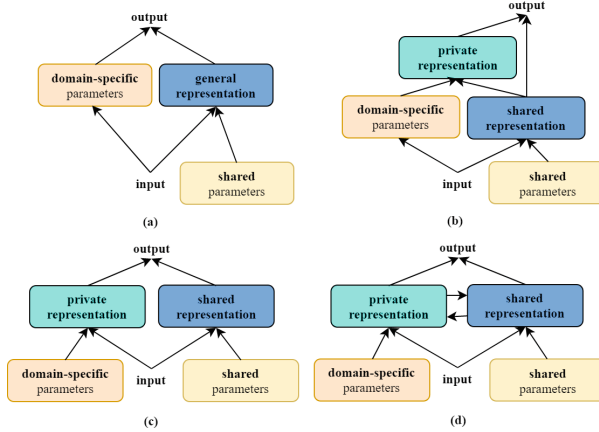 output
domain-specific
parameters
general
representation
input
shared
parameters
(a)
output
private
representation
domain-specific
parameters
shared
representation
input
shared
parameters
(b)
output
private
representation
shared
representation
domain-specific
parameters
input
shared
parameters
(c)
output
private
representation
shared
representation
domain-specific
parameters
input
shared
parameters
(d)